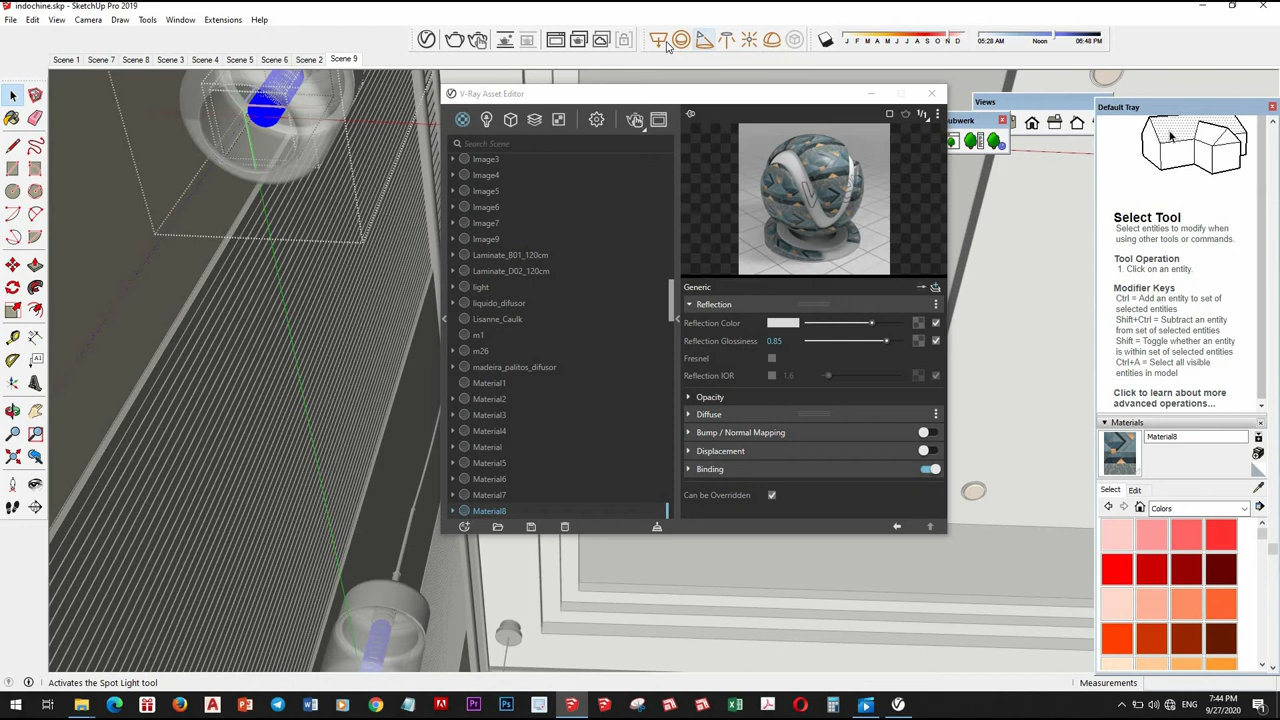 indochine.skp - SketchUp Pro 2019
File Edit View Camera Draw Tools Window Extensions Help
J F M A M J J A S O N D
05:28 AM Noon 06:48 PM
Scene 1 Scene 7 Scene 8 Scene 3 Scene 4 Scene 5 Scene 6 Scene 2 Scene 9
V-Ray Asset Editor
Search Scene
Image3
Image4
Image5
Image6
Image7
Image9
Laminate_B01_120cm
Laminate_D02_120cm
light
liquido_difusor
Lisanne_Caulk
m1
m26
madeira_palitos_difusor
Material1
Material2
Material3
Material4
Material
Material5
Material6
Material7
Material8
Generic
Reflection
Reflection Color
Reflection Glossiness 0.85
Fresnel
Reflection IOR 1.6
Opacity
Diffuse
Bump / Normal Mapping
Displacement
Binding
Can be Overridden
Views
Default Tray
Select Tool
Select entities to modify when
using other tools or commands.
Tool Operation
1. Click on an entity.
Modifier Keys
Ctrl = Add an entity to set of
selected entities
Shift+Ctrl = Subtract an entity
from set of selected entities
Shift = Toggle whether an
entity is within set of selected entities
Ctrl+A = Select all visible
entities in model
Click to learn about more
advanced operations...
Materials
Material8
Select Edit
Colors
Activates the Spot Light tool
Measurements
ENG
7:44 PM
9/27/2020